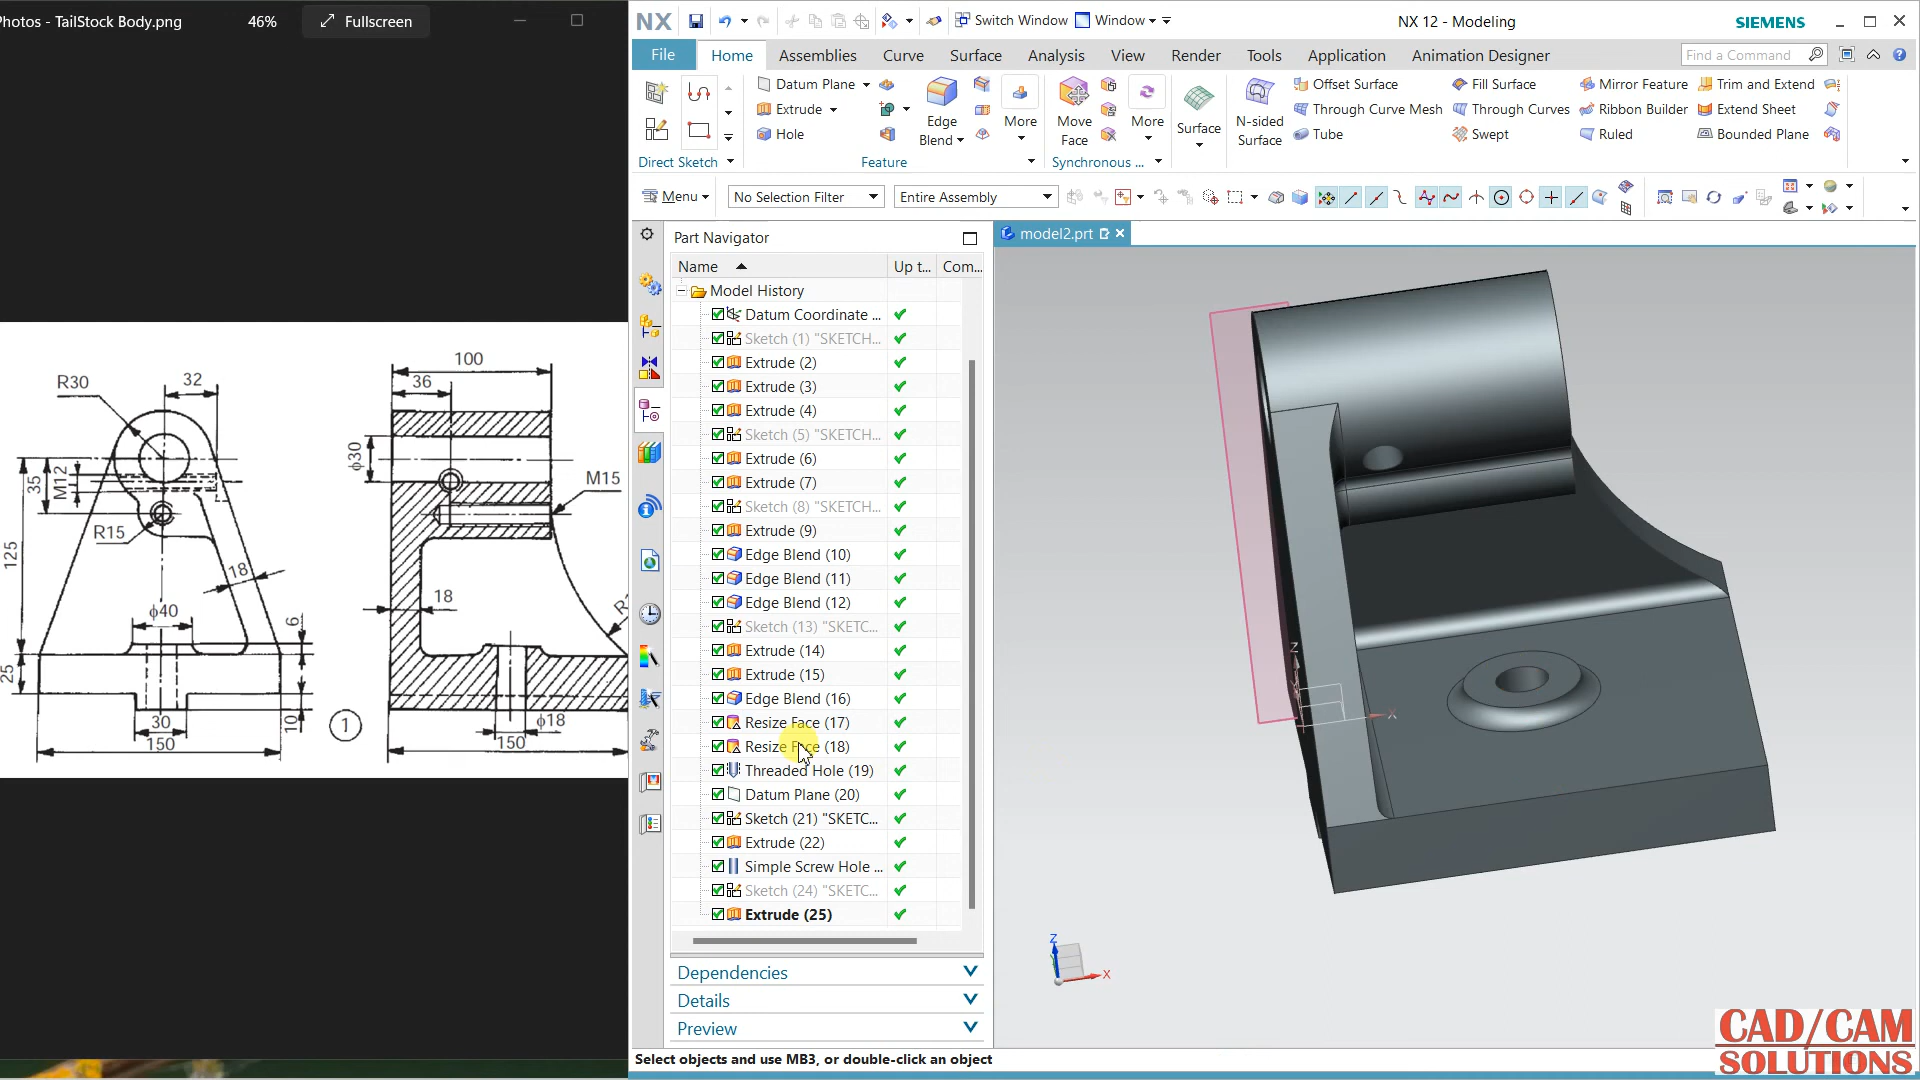 Photos - TailStock Body.png
46%
Fullscreen
NX
Switch Window
Window
NX 12 - Modeling
SIEMENS
File
Home
Assemblies
Curve
Surface
Analysis
View
Render
Tools
Application
Animation Designer
Find a Command
Datum Plane
Extrude
Hole
Edge
Blend
More
Move
Face
More
Surface
N-sided
Surface
Offset Surface
Through Curve Mesh
Tube
Fill Surface
Through Curves
Swept
Mirror Feature
Ribbon Builder
Ruled
Trim and Extend
Extend Sheet
Bounded Plane
Direct Sketch
Feature
Synchronous ...
Menu
No Selection Filter
Entire Assembly
Part Navigator
Name
Up t...
Com...
Model History
Datum Coordinate ...
Sketch (1) "SKETCH...
Extrude (2)
Extrude (3)
Extrude (4)
Sketch (5) "SKETCH...
Extrude (6)
Extrude (7)
Sketch (8) "SKETCH...
Extrude (9)
Edge Blend (10)
Edge Blend (11)
Edge Blend (12)
Sketch (13) "SKETC...
Extrude (14)
Extrude (15)
Edge Blend (16)
Resize Face (17)
Resize Face (18)
Threaded Hole (19)
Datum Plane (20)
Sketch (21) "SKETC...
Extrude (22)
Simple Screw Hole ...
Sketch (24) "SKETC...
Extrude (25)
Dependencies
Details
Preview
Select objects and use MB3, or double-click an object
model2.prt
Z
X
Z
X
R30
32
35
M12
R15
125
18
ϕ40
6
25
30
10
150
1
100
36
ϕ30
M15
18
R
ϕ18
150
CAD/CAM
SOLUTIONS